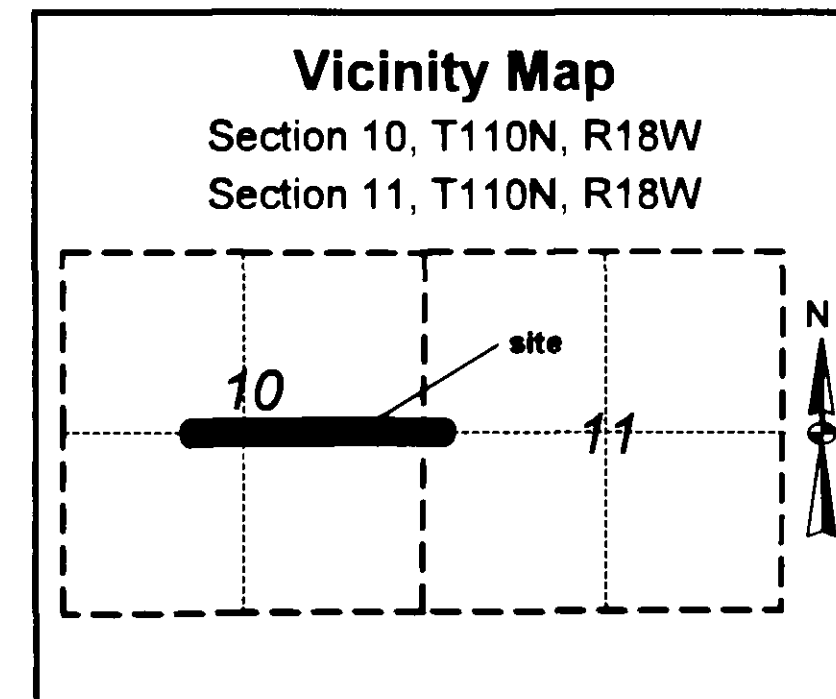 Vicinity Map
Section 10, T110N, R18W
Section 11, T110N, R18W
N
site
10
11